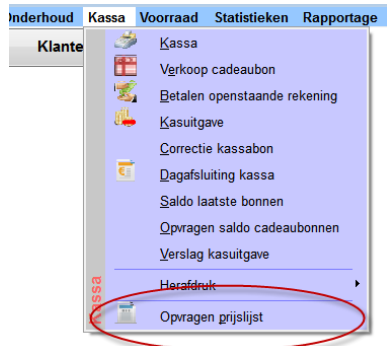 Onderhoud Kassa Voorraad Statistieken Rapportage
Klante
Kassa
Verkoop cadeaubon
Betalen openstaande rekening
Kasuitgave
Correctie kassabon
Dagafsluiting kassa
Saldo laatste bonnen
Opvragen saldo cadeaubonnen
Verslag kasuitgave
Herafdruk
Opvragen prijslijst
Kassa